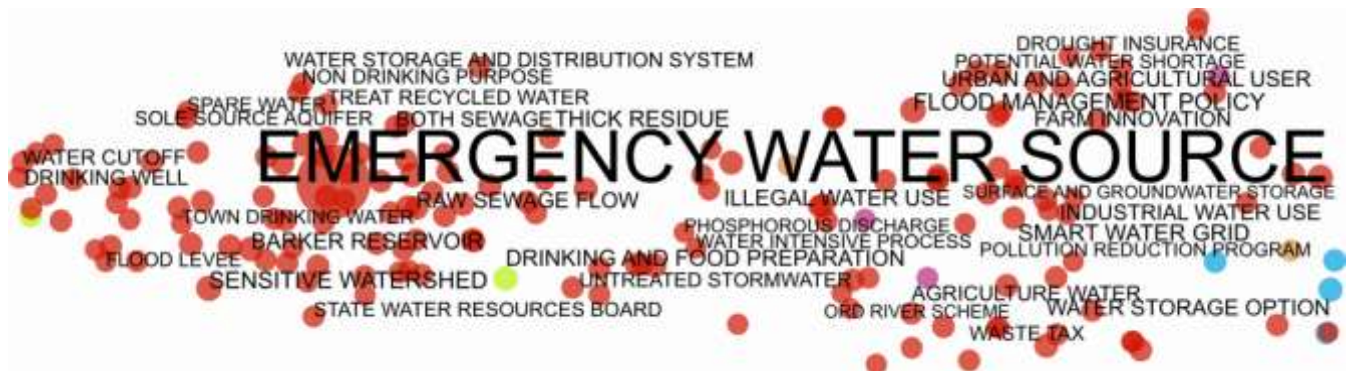 DROUGHT INSURANCE
WATER STORAGE AND DISTRIBUTION SYSTEM
POTENTIAL WATER SHORTAGE
NON DRINKING PURPOSE
URBAN AND AGRICULTURAL USER
SPARE WATER
TREAT RECYCLED WATER
FLOOD MANAGEMENT POLICY
SOLE SOURCE AQUIFER
BOTH SEWAGE
THICK RESIDUE
FARM INNOVATION
EMERGENCY WATER SOURCE
WATER CUTOFF
DRINKING WELL
RAW SEWAGE FLOW
ILLEGAL WATER USE
SURFACE AND GROUNDWATER STORAGE
TOWN DRINKING WATER
PHOSPHOROUS DISCHARGE
INDUSTRIAL WATER USE
BARKER RESERVOIR
WATER INTENSIVE PROCESS
SMART WATER GRID
FLOOD LEVEE
DRINKING AND FOOD PREPARATION
POLLUTION REDUCTION PROGRAM
SENSITIVE WATERSHED
UNTREATED STORMWATER
AGRICULTURE WATER
STATE WATER RESOURCES BOARD
ORD RIVER SCHEME
WATER STORAGE OPTION
WASTE TAX